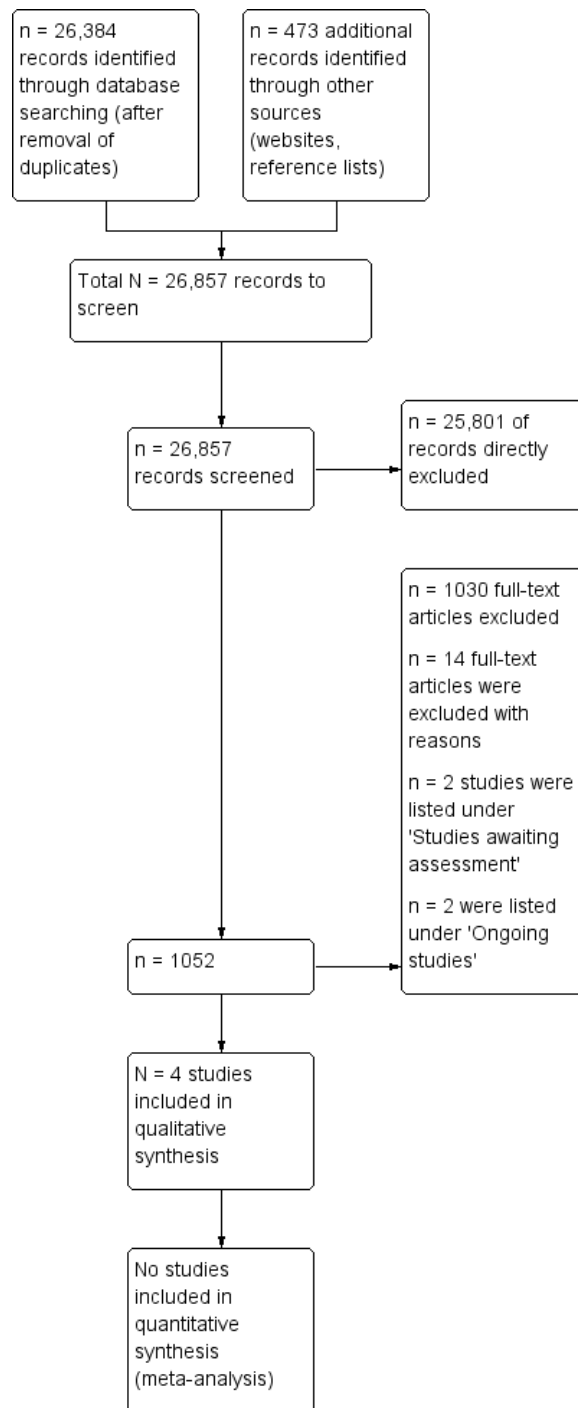 n = 26,384
records identified
through database
searching (after
removal of
duplicates)
n = 473 additional
records identified
through other
sources
(websites,
reference lists)
Total N = 26,857 records to
screen
n = 26,857
records screened
n = 25,801 of
records directly
excluded
n = 1030 full-text
articles excluded
n = 14 full-text
articles were
excluded with
reasons
n = 2 studies were
listed under
'Studies awaiting
assessment'
n = 2 were listed
under 'Ongoing
studies'
n = 1052
N = 4 studies
included in
qualitative
synthesis
No studies
included in
quantitative
synthesis
(meta-analysis)